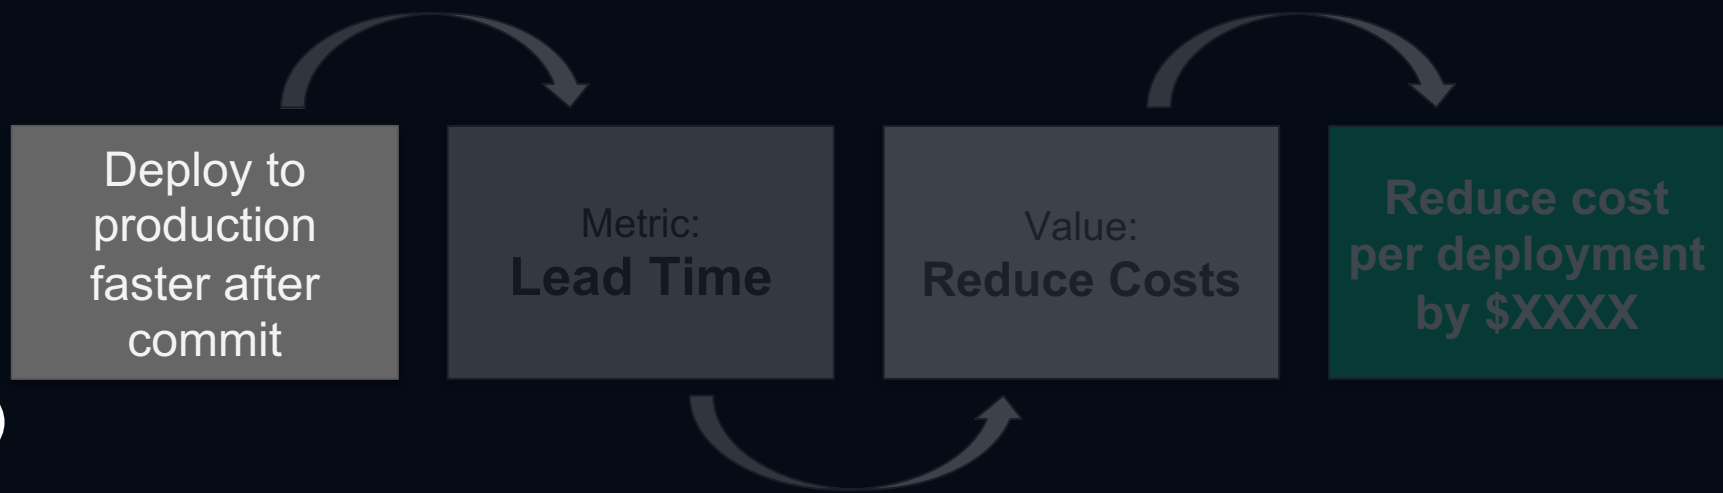 Deploy to
production
faster after
commit
Metric:
Lead Time
Value:
Reduce Costs
Reduce cost
per deployment
by $XXXX